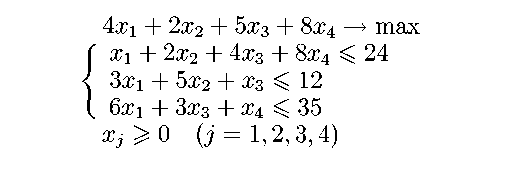 4x₁ + 2x₂ + 5x₃ + 8x₄ → max
x₁ + 2x₂ + 4x₃ + 8x₄ ⩽ 24
3x₁ + 5x₂ + x₃ ⩽ 12
6x₁ + 3x₃ + x₄ ⩽ 35
xⱼ ⩾ 0 (j = 1, 2, 3, 4)